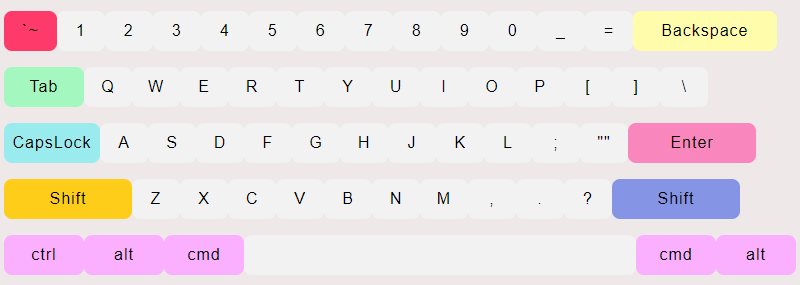 `~ 1 2 3 4 5 6 7 8 9 0 _ = Backspace
Tab Q W E R T Y U I O P [ ] \
CapsLock A S D F G H J K L ; "" Enter
Shift Z X C V B N M , . ? Shift
ctrl alt cmd cmd alt